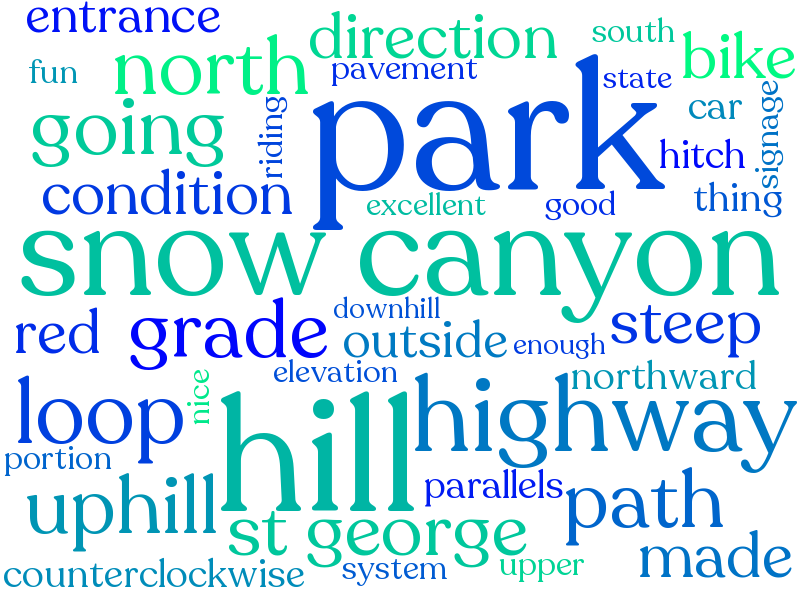 entrance
direction
south
bike
fun
north
pavement
state
park
car
signage
going
riding
hitch
condition
excellent
good
thing
snow canyon
downhill
red
grade
outside
enough
steep
elevation
northward
nice
loop
hill
highway
portion
uphill
parallels
path
st george
made
counterclockwise
system
upper